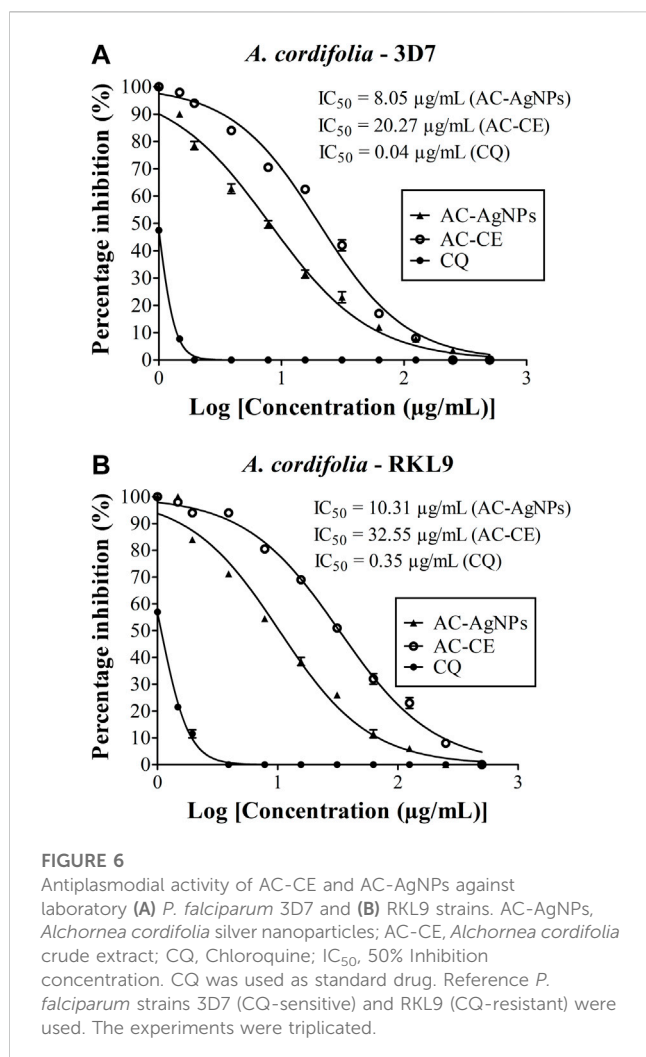 A
A. cordifolia - 3D7
IC50 = 8.05 µg/mL (AC-AgNPs)
IC50 = 20.27 µg/mL (AC-CE)
IC50 = 0.04 µg/mL (CQ)
AC-AgNPs
AC-CE
CQ
Percentage inhibition (%)
100
90
80
70
60
50
40
30
20
10
0
0 1 2 3
Log [Concentration (µg/mL)]
B
A. cordifolia - RKL9
IC50 = 10.31 µg/mL (AC-AgNPs)
IC50 = 32.55 µg/mL (AC-CE)
IC50 = 0.35 µg/mL (CQ)
AC-AgNPs
AC-CE
CQ
Percentage inhibition (%)
100
90
80
70
60
50
40
30
20
10
0
0 1 2 3
Log [Concentration (µg/mL)]
FIGURE 6
Antiplasmodial activity of AC-CE and AC-AgNPs against
laboratory (A) P. falciparum 3D7 and (B) RKL9 strains. AC-AgNPs,
Alchornea cordifolia silver nanoparticles; AC-CE, Alchornea cordifolia
crude extract; CQ, Chloroquine; IC50, 50% Inhibition
concentration. CQ was used as standard drug. Reference P.
falciparum strains 3D7 (CQ-sensitive) and RKL9 (CQ-resistant) were
used. The experiments were triplicated.